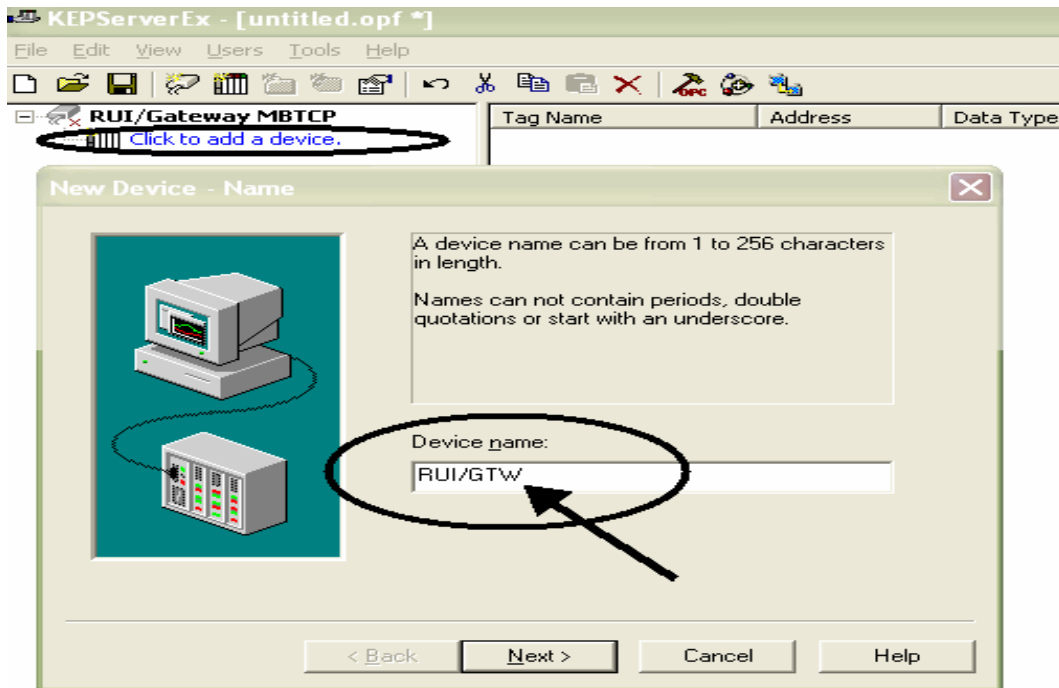 KEPServerEx - [untitled.opf *]
File Edit View Users Tools Help
OPC
RUI/Gateway MBTCP
Click to add a device.
Tag Name Address Data Type
New Device - Name
A device name can be from 1 to 256 characters
in length.
Names can not contain periods, double
quotations or start with an underscore.
Device name:
RUI/GTW
< Back Next > Cancel Help